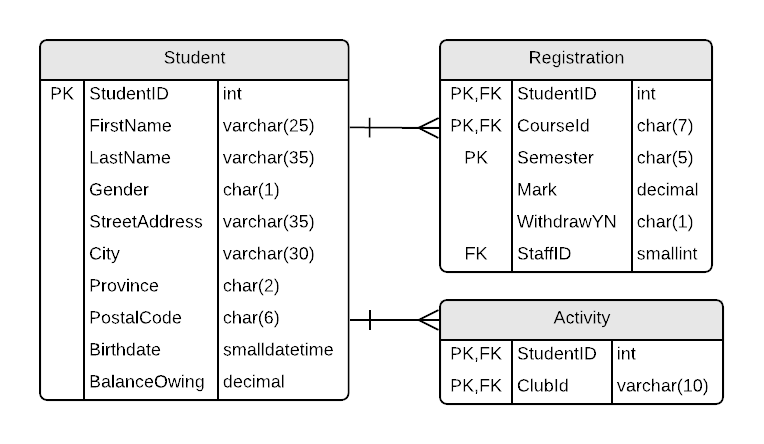 Student
PK StudentID int
FirstName varchar(25)
LastName varchar(35)
Gender char(1)
StreetAddress varchar(35)
City varchar(30)
Province char(2)
PostalCode char(6)
Birthdate smalldatetime
BalanceOwing decimal
Registration
PK,FK StudentID int
PK,FK CourseId char(7)
PK Semester char(5)
Mark decimal
WithdrawYN char(1)
FK StaffID smallint
Activity
PK,FK StudentID int
PK,FK ClubId varchar(10)